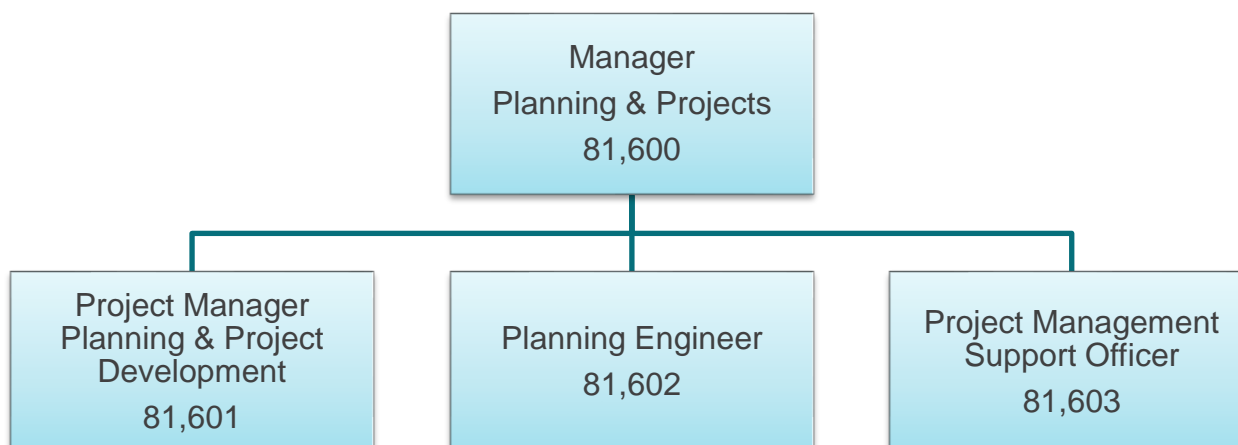 Manager
Planning & Projects
81,600
Project Manager
Planning & Project
Development
81,601
Planning Engineer
81,602
Project Management
Support Officer
81,603